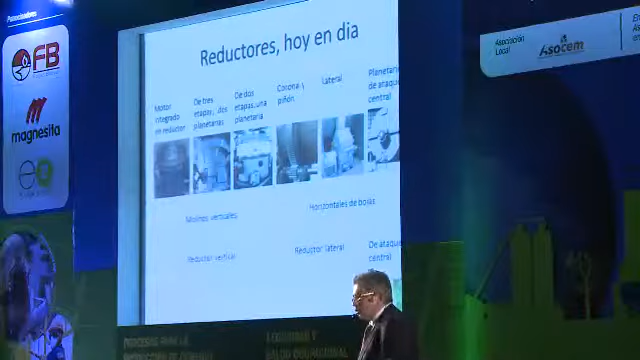 Patrocinadores
FB
magnesita
Asociación
Local
ASOCEM
Reductores, hoy en dia
Motor
integrado
en reductor
De tres
etapas, dos
planetarias
De dos
etapas, una
planetaria
Corona y
piñón
Lateral
Planetario
de ataque
central
Molinos verticales
Horizontales de bolas
Reductor vertical
Reductor lateral
De ataque
central